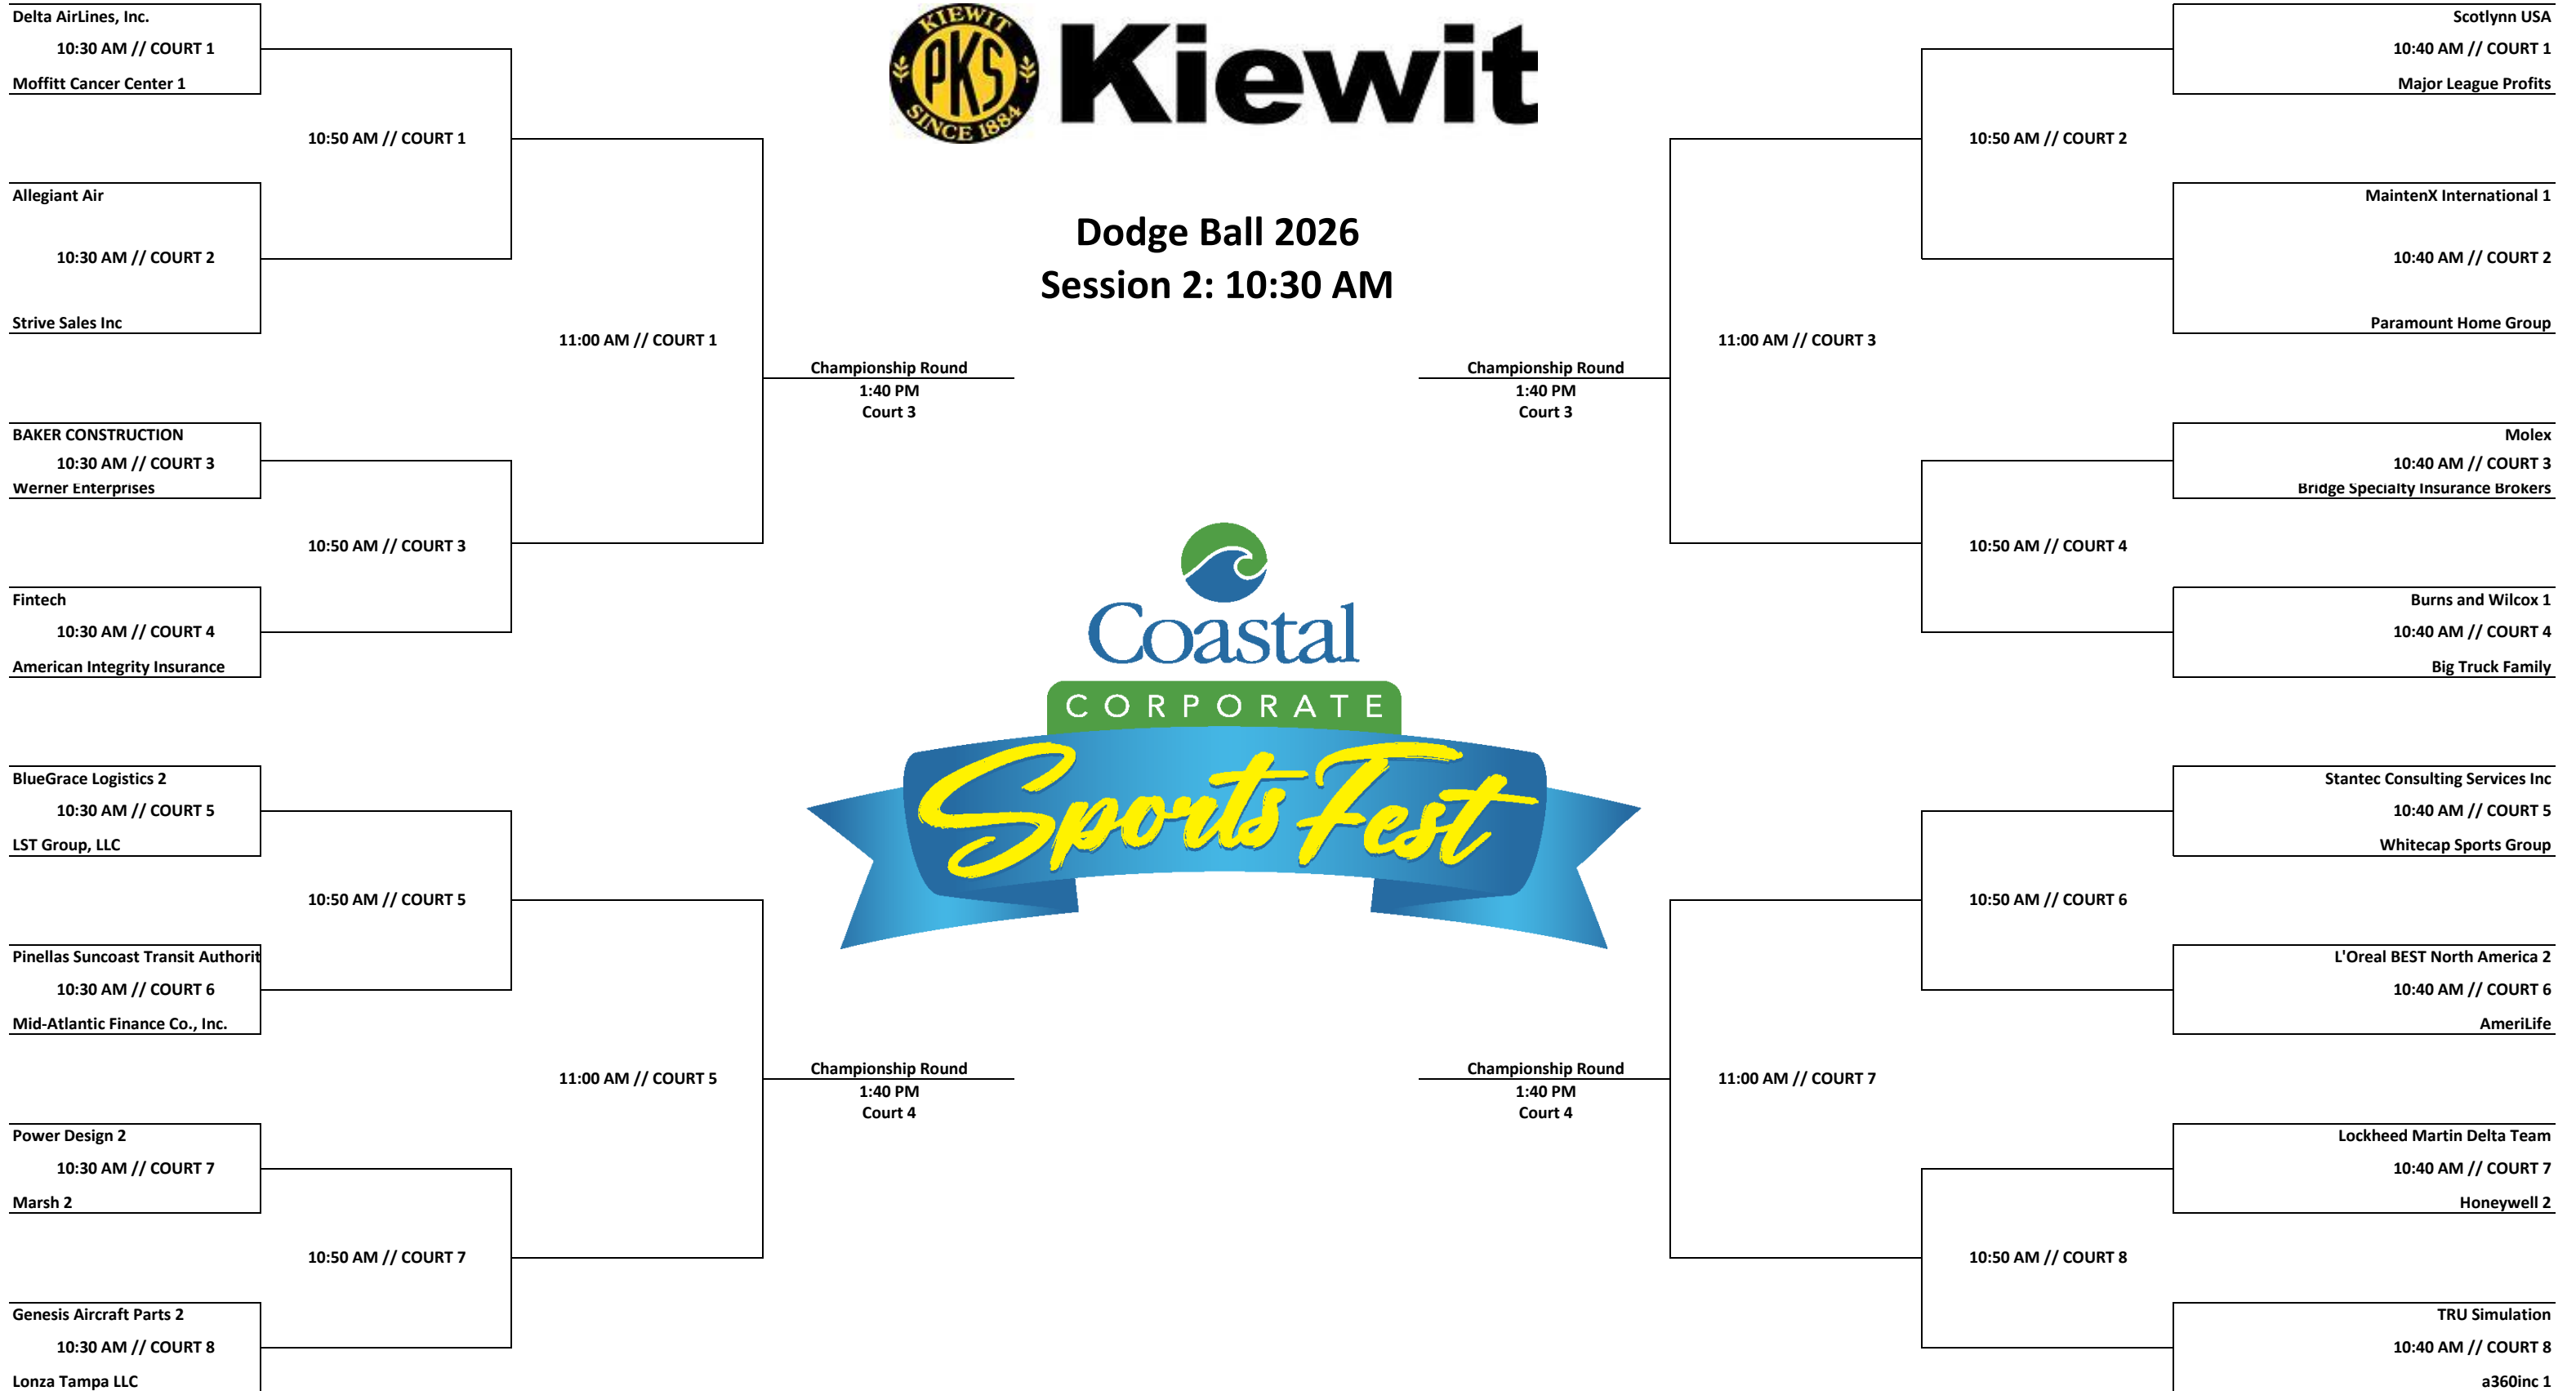 Delta AirLines, Inc.
10:30 AM // COURT 1
Moffitt Cancer Center 1
10:50 AM // COURT 1
Allegiant Air
10:30 AM // COURT 2
Strive Sales Inc
11:00 AM // COURT 1
BAKER CONSTRUCTION
10:30 AM // COURT 3
Werner Enterprises
10:50 AM // COURT 3
Fintech
10:30 AM // COURT 4
American Integrity Insurance
Championship Round
1:40 PM
Court 3
BlueGrace Logistics 2
10:30 AM // COURT 5
LST Group, LLC
10:50 AM // COURT 5
Pinellas Suncoast Transit Authorit
10:30 AM // COURT 6
Mid-Atlantic Finance Co., Inc.
11:00 AM // COURT 5
Power Design 2
10:30 AM // COURT 7
Marsh 2
10:50 AM // COURT 7
Genesis Aircraft Parts 2
10:30 AM // COURT 8
Lonza Tampa LLC
Championship Round
1:40 PM
Court 4
KIEWIT
PKS
SINCE 1884
Kiewit
Dodge Ball 2026
Session 2: 10:30 AM
Coastal
CORPORATE
Sports Fest
Scotlynn USA
10:40 AM // COURT 1
Major League Profits
10:50 AM // COURT 2
MaintenX International 1
10:40 AM // COURT 2
Paramount Home Group
11:00 AM // COURT 3
Championship Round
1:40 PM
Court 3
Molex
10:40 AM // COURT 3
Bridge Specialty Insurance Brokers
10:50 AM // COURT 4
Burns and Wilcox 1
10:40 AM // COURT 4
Big Truck Family
Stantec Consulting Services Inc
10:40 AM // COURT 5
Whitecap Sports Group
10:50 AM // COURT 6
L'Oreal BEST North America 2
10:40 AM // COURT 6
AmeriLife
11:00 AM // COURT 7
Championship Round
1:40 PM
Court 4
Lockheed Martin Delta Team
10:40 AM // COURT 7
Honeywell 2
10:50 AM // COURT 8
TRU Simulation
10:40 AM // COURT 8
a360inc 1